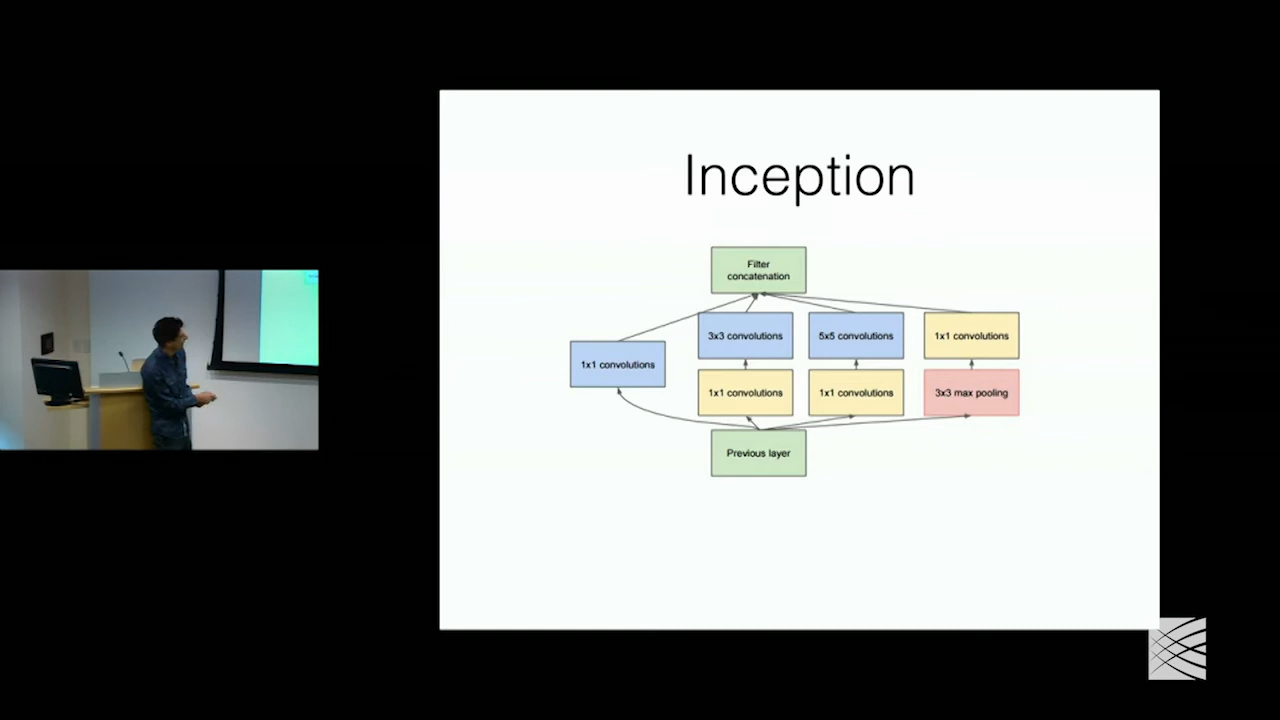 Inception
Filter
concatenation
3x3 convolutions
5x5 convolutions
1x1 convolutions
1x1 convolutions
1x1 convolutions
1x1 convolutions
3x3 max pooling
Previous layer